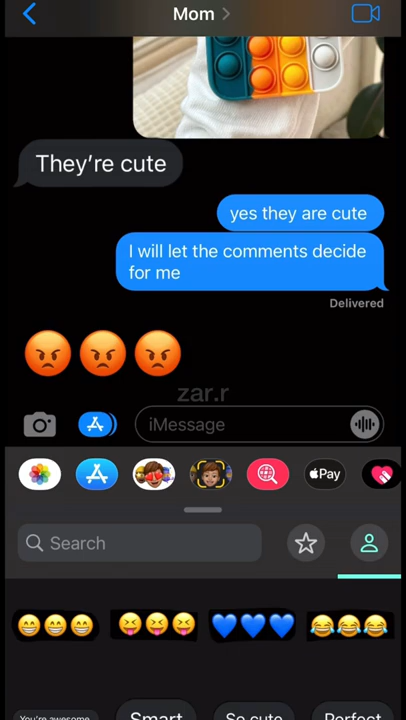 Mom
They're cute
yes they are cute
I will let the comments decide
for me
Delivered
zar.r
iMessage
Pay
Search
You're awesome
Smart
So cute
Perfect